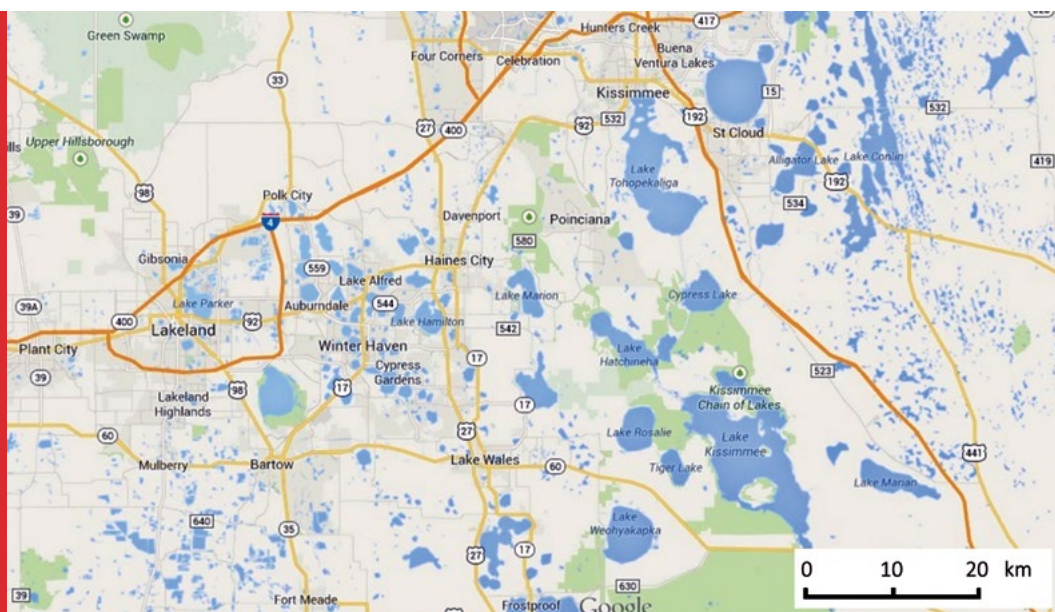 Green Swamp
33
Four Corners
Celebration
Hunters Creek
417
Buena
Ventura Lakes
Kissimmee
532
192
15
532
27
400
92
St Cloud
419
Upper Hillsborough
98
Lake
Tohopekaliga
Alligator Lake
Lake Conlin
192
534
39
Polk City
4
Davenport
Poinciana
580
Gibsonia
559
Haines City
Lake Alfred
544
Lake Marion
Cypress Lake
39A
Lake Parker
Auburndale
Lake Hamilton
400
Lakeland
92
542
Plant City
Winter Haven
Lake
Hatchineha
39
Cypress
Gardens
17
523
98
17
Kissimmee
Chain of Lakes
Lakeland
Highlands
17
60
27
Lake Rosalie
Lake
Kissimmee
Mulberry
Bartow
Lake Wales
60
Tiger Lake
441
Lake Marian
640
35
Lake
Weohyakapka
27
17
39
Fort Meade
Frostproof
630
Google
0 10 20 km